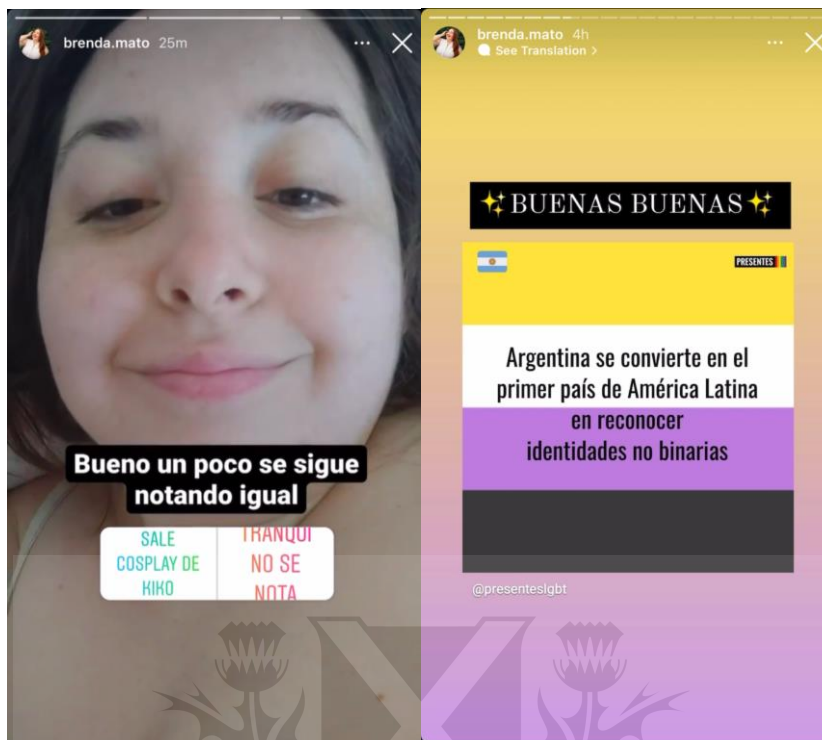 brenda.mato 25m
Bueno un poco se sigue
notando igual
SALE
COSPLAY DE
KIKO
TRANQUI
NO SE
NOTA
brenda.mato 4h
See Translation >
BUENAS BUENAS
PRESENTES
Argentina se convierte en el
primer país de América Latina
en reconocer
identidades no binarias
@presenteslgbt